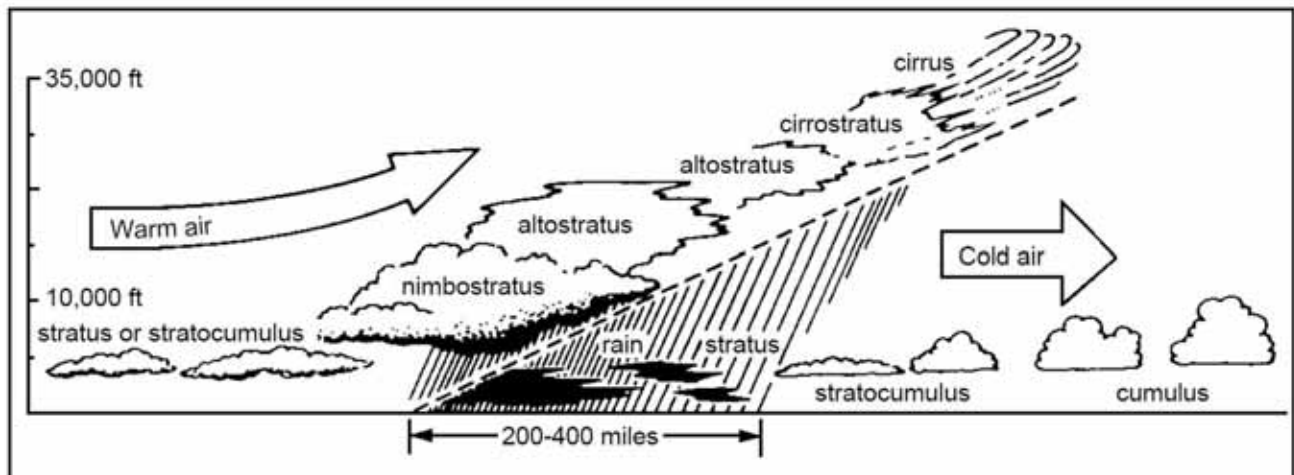 cirrus
35,000 ft
cirrostratus
altostratus
Warm air
altostratus
Cold air
nimbostratus
10,000 ft
stratus or stratocumulus
rain
stratus
stratocumulus
cumulus
200-400 miles